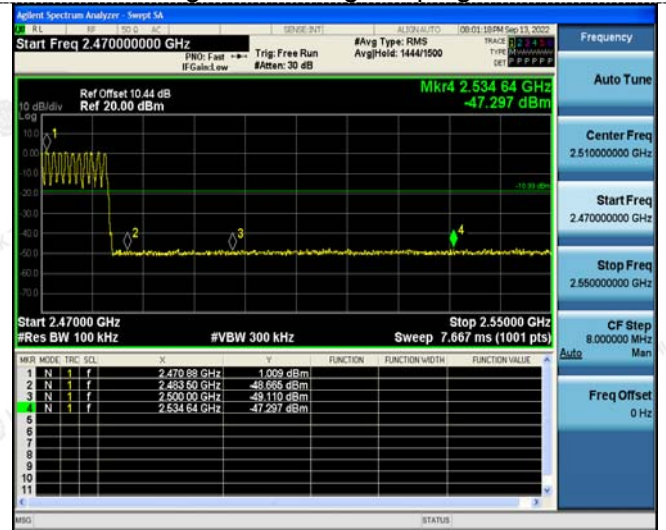 Agilent Spectrum Analyzer - Swept SA
RL RF 50 Ω AC SENSE:INT ALIGNAUTO 08:01:18 PM Sep 13, 2022
Start Freq 2.470000000 GHz
PNO: Fast Trig: Free Run
IFGain:Low #Atten: 30 dB
#Avg Type: RMS
Avg|Hold: 1444/1500
TRACE 1 2 3 4 5 6
TYPE
DET P P P P P P
Frequency
Mkr4 2.534 64 GHz
-47.297 dBm
Ref Offset 10.44 dB
10 dB/div Ref 20.00 dBm
Log
10.0
0.00
-10.0
-20.0
-30.0
-40.0
-50.0
-60.0
-70.0
1
2
3
4
Start 2.47000 GHz Stop 2.55000 GHz
#Res BW 100 kHz #VBW 300 kHz Sweep 7.667 ms (1001 pts)
MKR MODE TRC SCL X Y FUNCTION FUNCTION WIDTH FUNCTION VALUE
1 N 1 f 2.470 88 GHz 1.009 dBm
2 N 1 f 2.483 50 GHz -48.665 dBm
3 N 1 f 2.500 00 GHz -49.110 dBm
4 N 1 f 2.534 64 GHz -47.297 dBm
5
6
7
8
9
10
11
MSG STATUS
Auto Tune
Center Freq
2.510000000 GHz
Start Freq
2.470000000 GHz
Stop Freq
2.550000000 GHz
CF Step
8.000000 MHz
Auto Man
Freq Offset
0 Hz